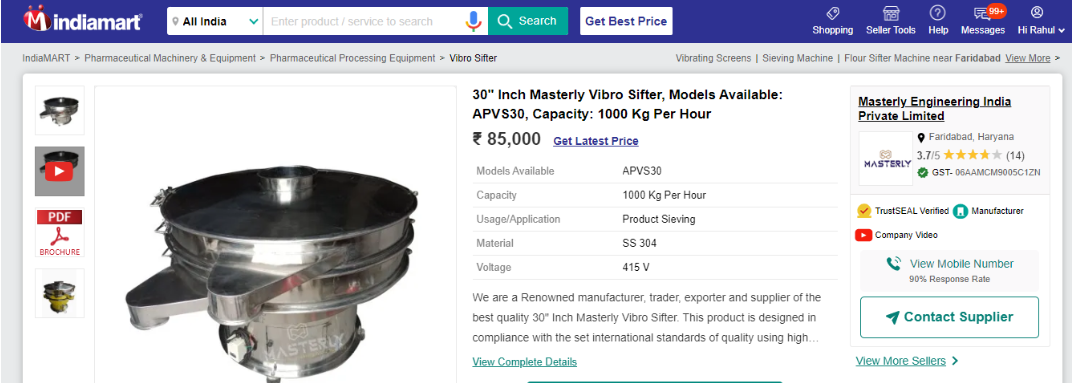 indiamart
All India
Enter product / service to search
Search
Get Best Price
Shopping
Seller Tools
Help
99+
Messages
Hi Rahul
IndiaMART > Pharmaceutical Machinery & Equipment > Pharmaceutical Processing Equipment > Vibro Sifter
Vibrating Screens | Sieving Machine | Flour Sifter Machine near Faridabad View More >
PDF
BROCHURE
MASTERLY
30" Inch Masterly Vibro Sifter, Models Available:
APVS30, Capacity: 1000 Kg Per Hour
₹ 85,000 Get Latest Price
Models Available APVS30
Capacity 1000 Kg Per Hour
Usage/Application Product Sieving
Material SS 304
Voltage 415 V
We are a Renowned manufacturer, trader, exporter and supplier of the
best quality 30" Inch Masterly Vibro Sifter. This product is designed in
compliance with the set international standards of quality using high…
View Complete Details
Masterly Engineering India
Private Limited
MASTERLY
Faridabad, Haryana
3.7/5 (14)
GST- 06AAMCM9005C1ZN
TrustSEAL Verified Manufacturer
Company Video
View Mobile Number
90% Response Rate
Contact Supplier
View More Sellers >